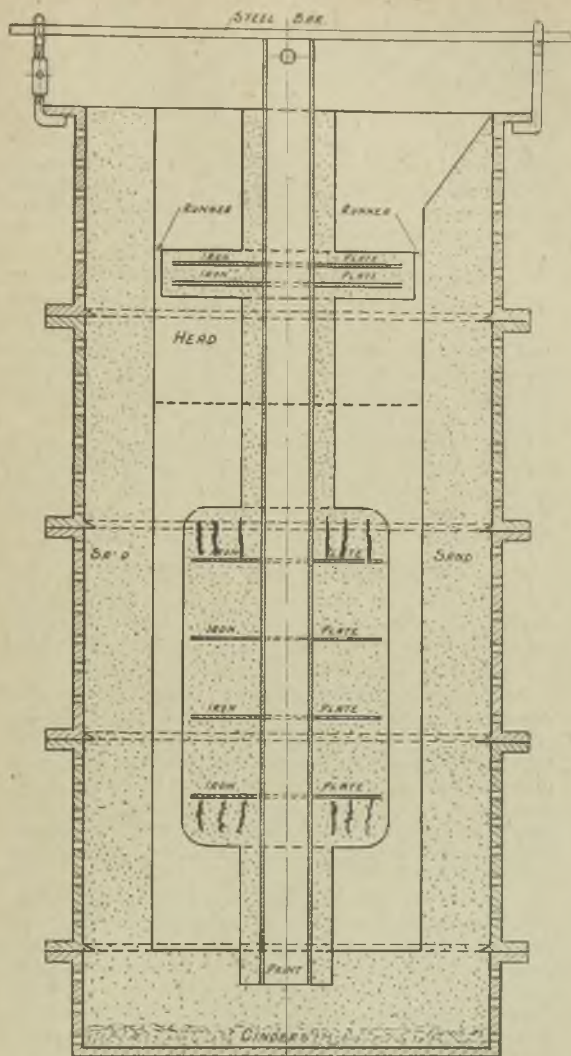 STEEL BAR
RUNNER RUNNER
IRON PLATE
IRON PLATE
HEAD
SAND SAND
IRON PLATE
IRON PLATE
IRON PLATE
IRON PLATE
PRINT
CINDERS